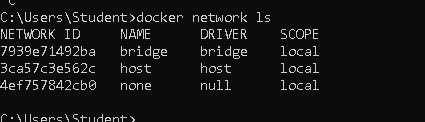 C:\Users\Student>docker network ls
NETWORK ID     NAME      DRIVER    SCOPE
7939e71492ba   bridge    bridge    local
3ca57c3e562c   host      host      local
4ef757842cb0   none      null      local
C:\Users\Student>